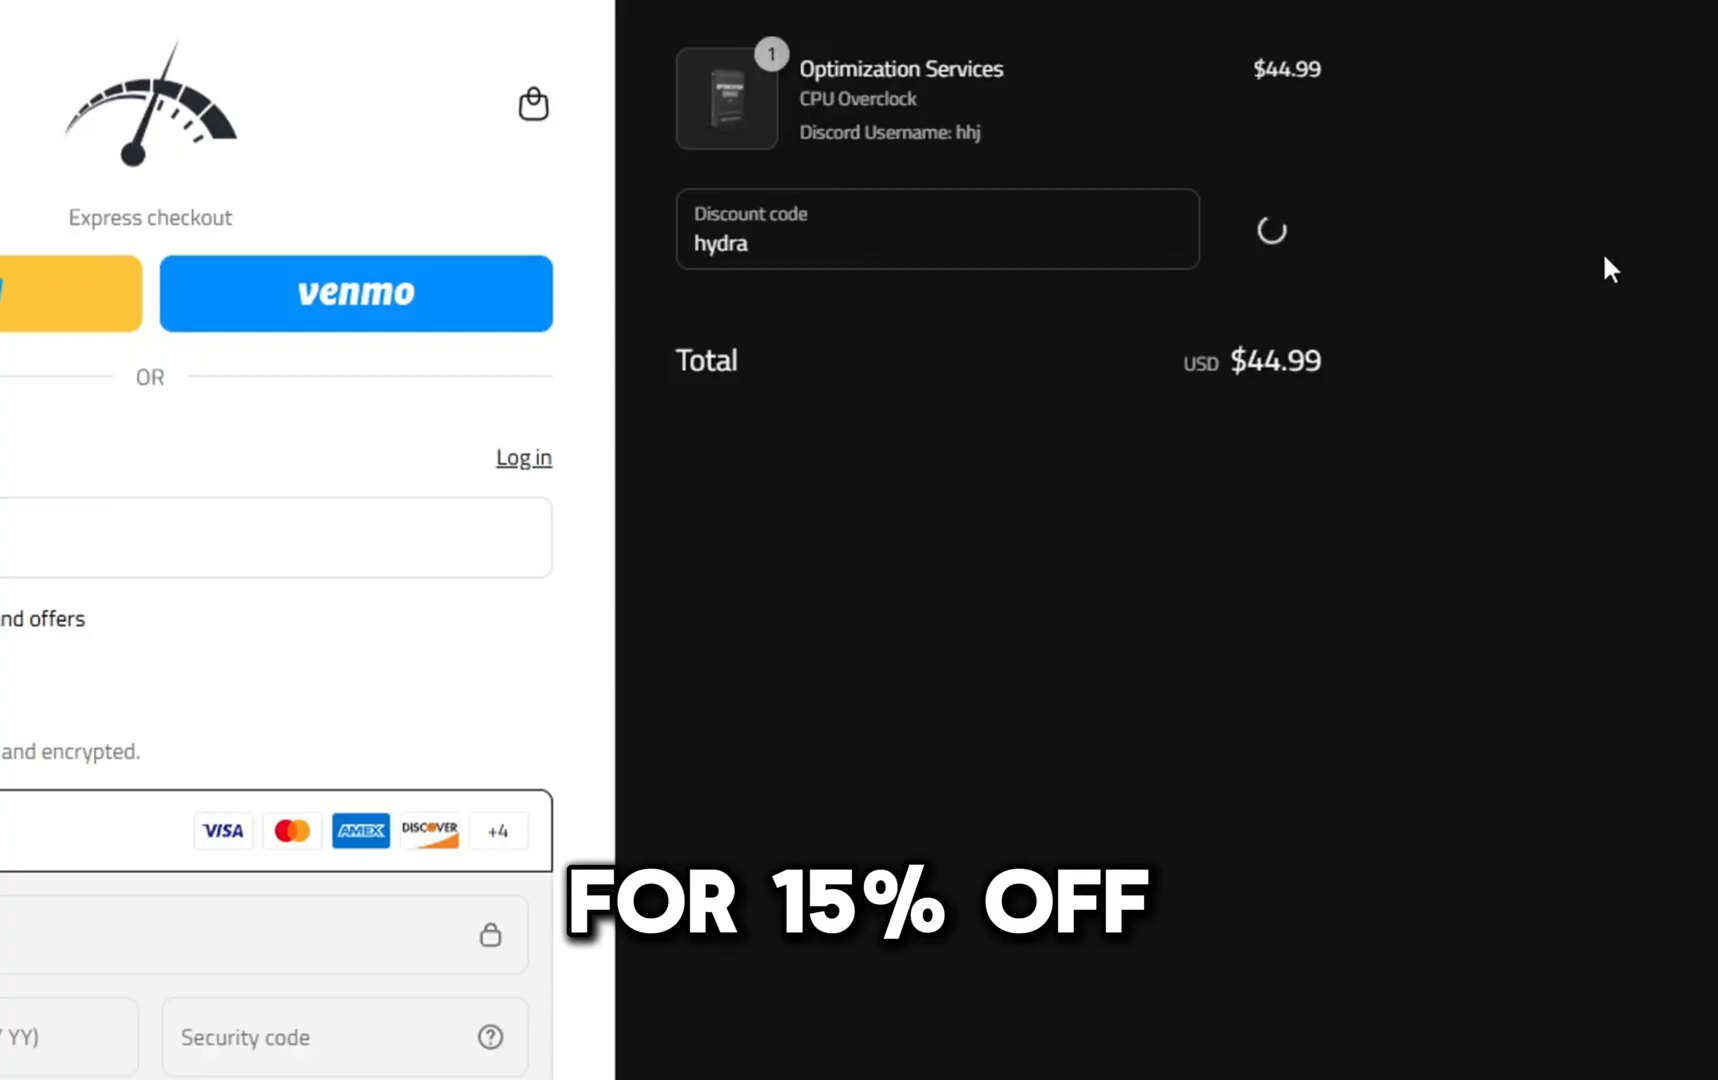 Express checkout
venmo
OR
Log in
nd offers
and encrypted.
VISA AMEX DISCOVER +4
YY)
Security code
1
Optimization Services $44.99
CPU Overclock
Discord Username: hhj
Discount code
hydra
Total USD $44.99
FOR 15% OFF